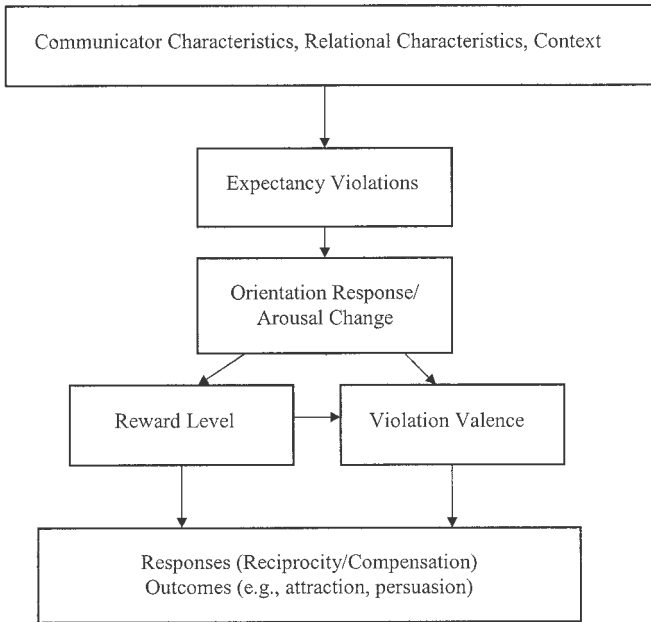 Communicator Characteristics, Relational Characteristics, Context
Expectancy Violations
Orientation Response/
Arousal Change
Reward Level
Violation Valence
Responses (Reciprocity/Compensation)
Outcomes (e.g., attraction, persuasion)